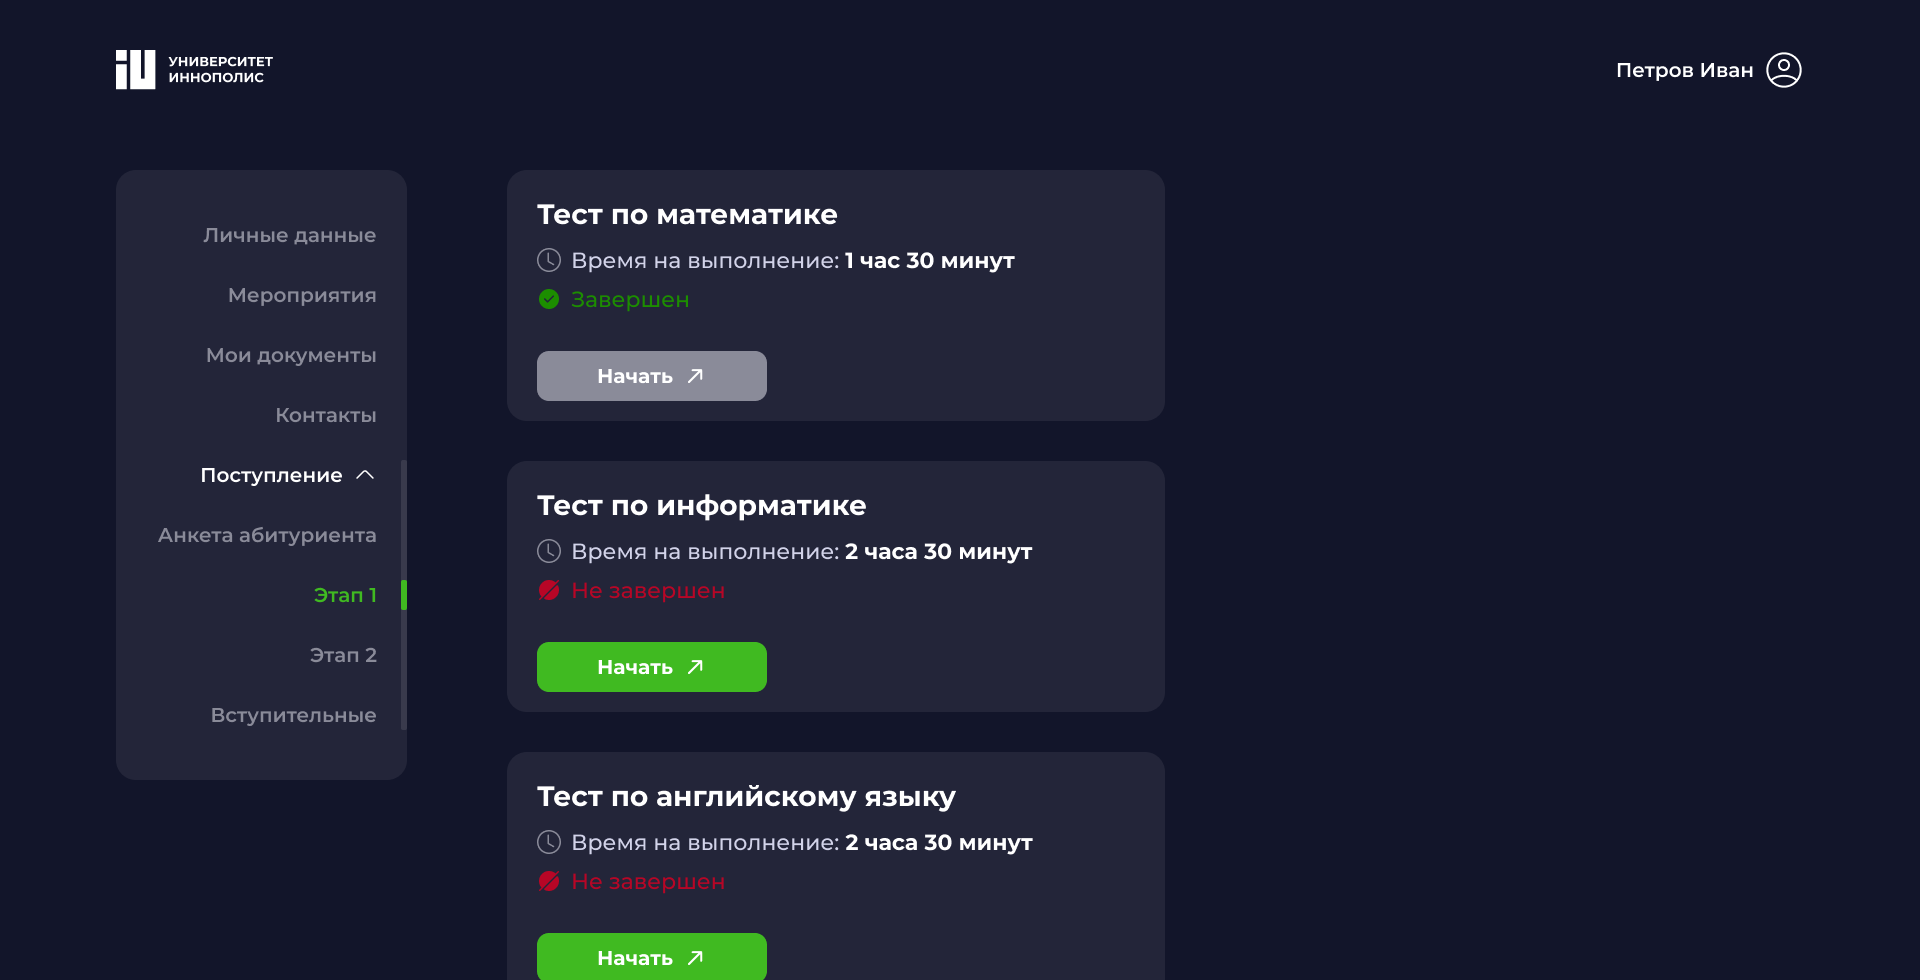 УНИВЕРСИТЕТ
ИННОПОЛИС
Петров Иван
Личные данные
Мероприятия
Мои документы
Контакты
Поступление
Анкета абитуриента
Этап 1
Этап 2
Вступительные
Тест по математике
Время на выполнение: 1 час 30 минут
Завершен
Начать
Тест по информатике
Время на выполнение: 2 часа 30 минут
Не завершен
Начать
Тест по английскому языку
Время на выполнение: 2 часа 30 минут
Не завершен
Начать